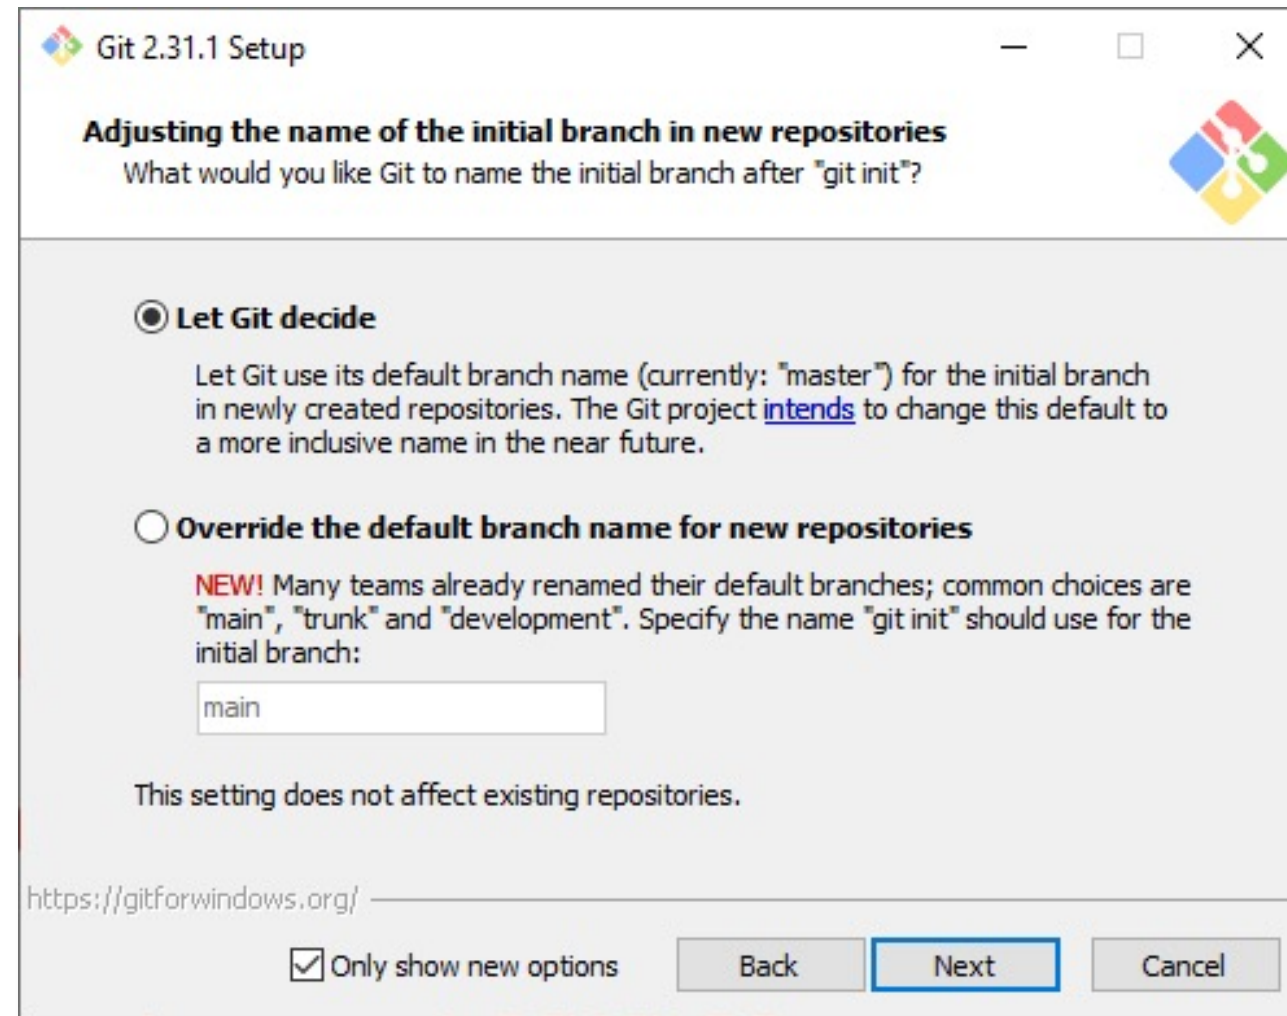 Git 2.31.1 Setup
Adjusting the name of the initial branch in new repositories
What would you like Git to name the initial branch after "git init"?
Let Git decide
Let Git use its default branch name (currently: "master") for the initial branch
in newly created repositories. The Git project intends to change this default to
a more inclusive name in the near future.
Override the default branch name for new repositories
NEW! Many teams already renamed their default branches; common choices are
"main", "trunk" and "development". Specify the name "git init" should use for the
initial branch:
main
This setting does not affect existing repositories.
https://gitforwindows.org/
Only show new options
Back
Next
Cancel